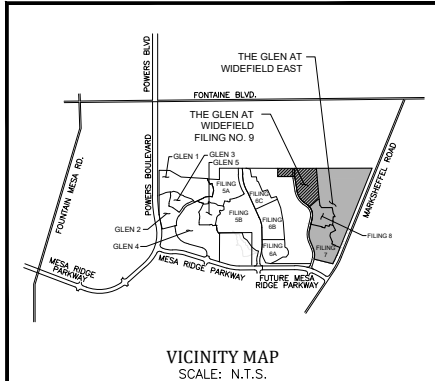 POWERS BLVD
THE GLEN AT
WIDEFIELD EAST
FONTAINE BLVD.
THE GLEN AT
WIDEFIELD
FILING NO. 9
FOUNTAIN MESA RD.
POWERS BOULEVARD
MARKSHEFFEL ROAD
GLEN 1
GLEN 3
GLEN 5
FILING
5A
FILING
6C
FILING
5B
FILING
6B
GLEN 2
GLEN 4
FILING 8
FILING
6A
FILING
7
MESA RIDGE
PARKWAY
MESA RIDGE PARKWAY
FUTURE MESA
RIDGE PARKWAY
VICINITY MAP
SCALE: N.T.S.